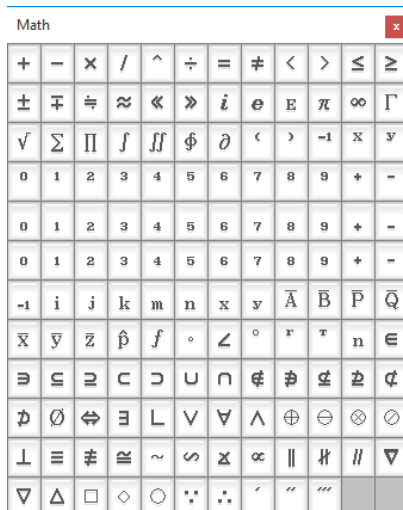 Math x
+ − × / ^ ÷ = ≠ < > ≤ ≥
± ∓ ≒ ≈ « » i e E π ∞ Γ
√ Σ ∏ ∫ ∬ ∮ ∂ ⁽ ⁾ ⁻¹ ˣ ʸ
⁰ ¹ ² ³ ⁴ ⁵ ⁶ ⁷ ⁸ ⁹ ⁺ ⁻
0 1 2 3 4 5 6 7 8 9 + -
₀ ₁ ₂ ₃ ₄ ₅ ₆ ₇ ₈ ₉ ₊ ₋
₋₁ i j k m n x y A̅ B̅ P̅ Q̅
x̅ y̅ z̅ p̂ f ∘ ∠ ° ʳ ᵀ n ∈
∋ ⊆ ⊇ ⊂ ⊃ ∪ ∩ ∉ ∌ ⊈ ⊉ ⊄
⊅ Ø ⇔ ∃ ∟ ∨ ∀ ∧ ⊕ ⊖ ⊗ ⊘
⊥ ≡ ≢ ≅ ~ ∽ ∝ ∥ ∦ // ∇
▽ △ □ ◇ ○ ∵ ∴ ′ ″ ‴